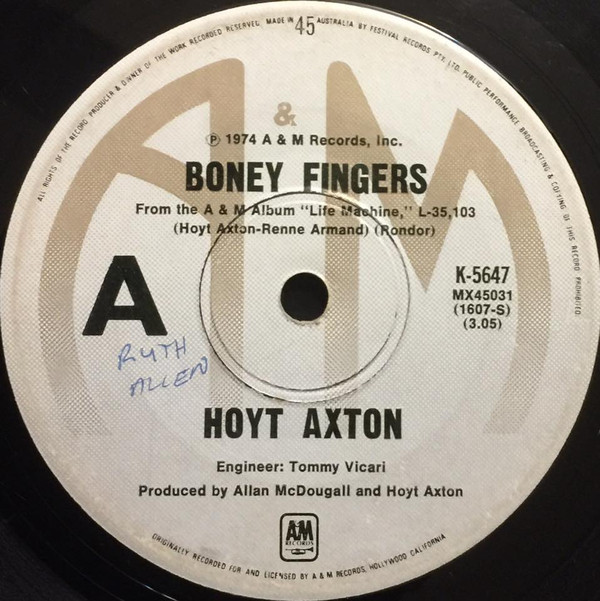 ALL RIGHTS OF THE RECORD PRODUCER & OWNER OF THE WORK RECORDED RESERVED. MADE IN 45 AUSTRALIA BY FESTIVAL RECORDS PTY. LTD. PUBLIC PERFORMANCE, BROADCASTING & COPYING OF THIS RECORD PROHIBITED.
&
A M
℗ 1974 A & M Records, Inc.
BONEY FINGERS
From the A & M Album "Life Machine," L-35,103
(Hoyt Axton-Renne Armand) (Rondor)
A
K-5647
MX45031
(1607-S)
(3.05)
RUTH
ALLEN
HOYT AXTON
Engineer: Tommy Vicari
Produced by Allan McDougall and Hoyt Axton
A&M
RECORDS
ORIGINALLY RECORDED FOR AND LICENSED BY A & M RECORDS, HOLLYWOOD CALIFORNIA